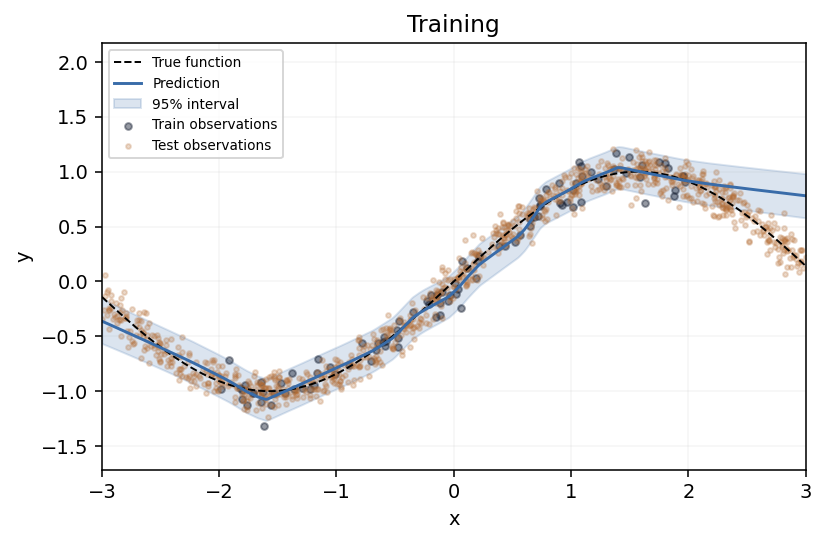 Training
True function
Prediction
95% interval
Train observations
Test observations
2.0
1.5
1.0
0.5
0.0
−0.5
−1.0
−1.5
y
−3 −2 −1 0 1 2 3
x